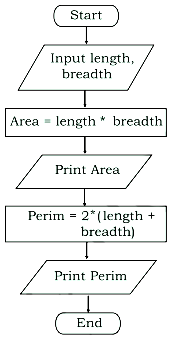 Start
Input length,
breadth
Area = length * breadth
Print Area
Perim = 2*(length +
breadth)
Print Perim
End